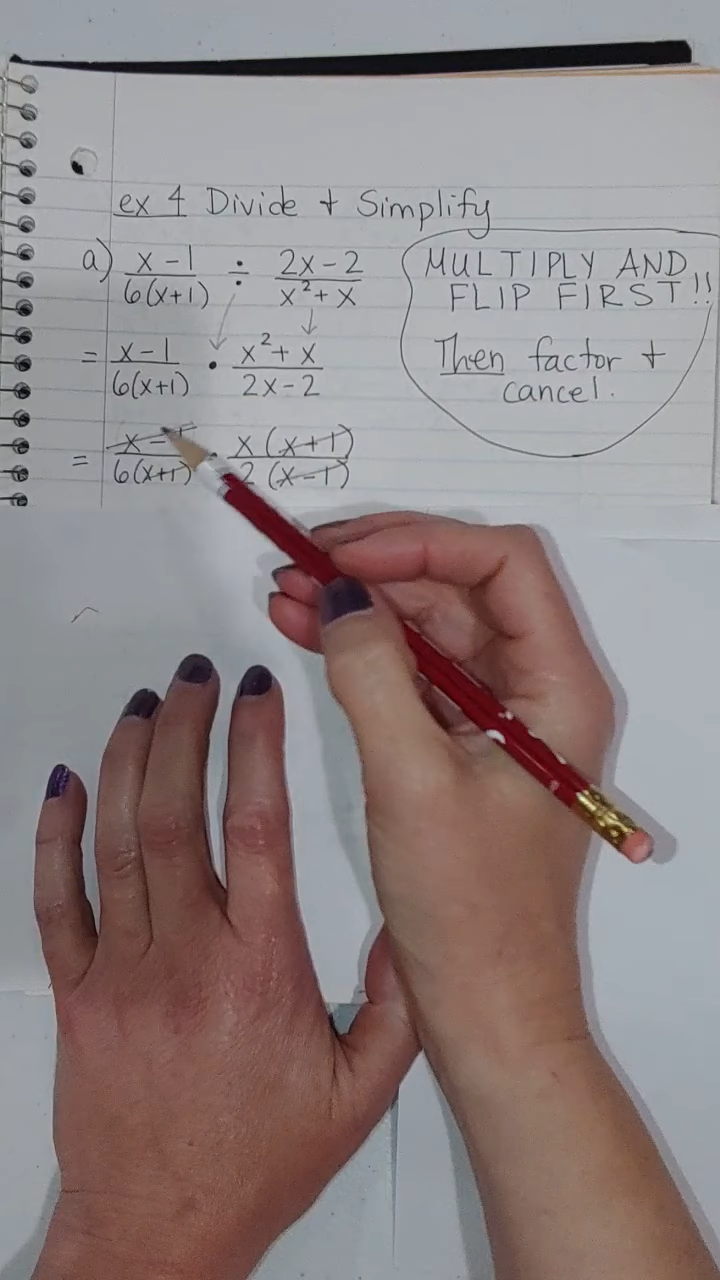 ex 4 Divide + Simplify
a) x-1/6(x+1) ÷ 2x-2/x²+x
= x-1/6(x+1) • x²+x/2x-2
= x-1/6(x+1) • x(x+1)/2(x-1)
MULTIPLY AND
FLIP FIRST!!
Then factor +
cancel.